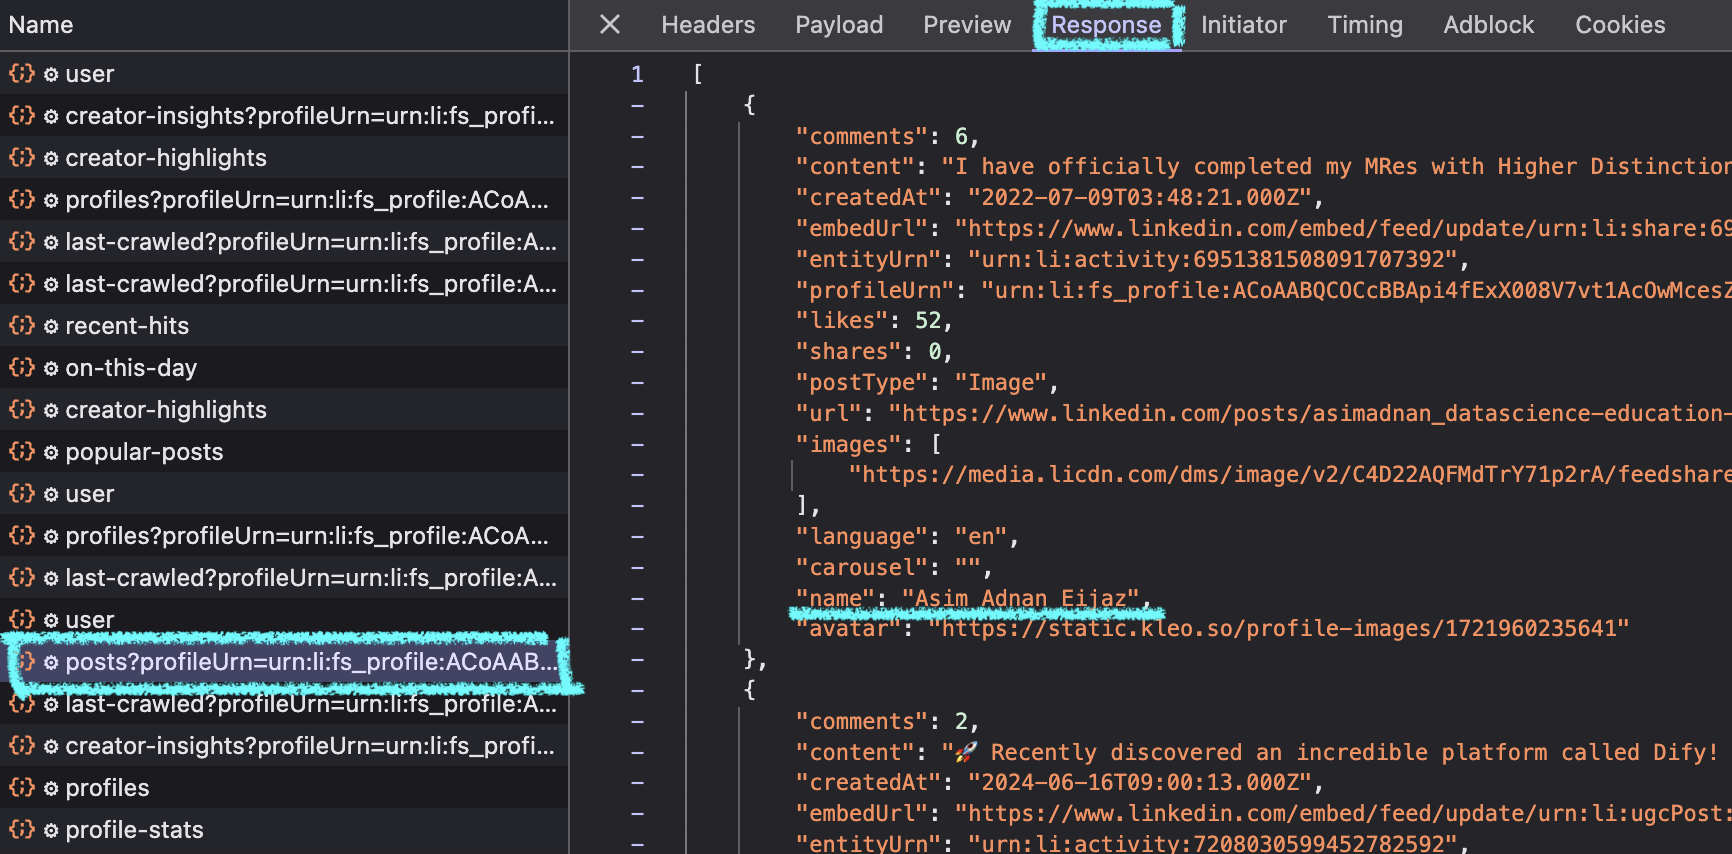 Name
user
creator-insights?profileUrn=urn:li:fs_profi...
creator-highlights
profiles?profileUrn=urn:li:fs_profile:ACoA...
last-crawled?profileUrn=urn:li:fs_profile:A...
last-crawled?profileUrn=urn:li:fs_profile:A...
recent-hits
on-this-day
creator-highlights
popular-posts
user
profiles?profileUrn=urn:li:fs_profile:ACoA...
last-crawled?profileUrn=urn:li:fs_profile:A...
user
posts?profileUrn=urn:li:fs_profile:ACoAAB...
last-crawled?profileUrn=urn:li:fs_profile:A...
creator-insights?profileUrn=urn:li:fs_profi...
profiles
profile-stats
Headers Payload Preview Response Initiator Timing Adblock Cookies
1 [
{
"comments": 6,
"content": "I have officially completed my MRes with Higher Distinction
"createdAt": "2022-07-09T03:48:21.000Z",
"embedUrl": "https://www.linkedin.com/embed/feed/update/urn:li:share:69
"entityUrn": "urn:li:activity:6951381508091707392",
"profileUrn": "urn:li:fs_profile:ACoAABQCOCcBBApi4fExX008V7vt1AcOwMcesZ
"likes": 52,
"shares": 0,
"postType": "Image",
"url": "https://www.linkedin.com/posts/asimadnan_datascience-education-
"images": [
"https://media.licdn.com/dms/image/v2/C4D22AQFMdTrY71p2rA/feedshare
],
"language": "en",
"carousel": "",
"name": "Asim Adnan Eijaz",
"avatar": "https://static.kleo.so/profile-images/1721960235641"
},
{
"comments": 2,
"content": "🚀 Recently discovered an incredible platform called Dify!
"createdAt": "2024-06-16T09:00:13.000Z",
"embedUrl": "https://www.linkedin.com/embed/feed/update/urn:li:ugcPost:
"entityUrn": "urn:li:activity:7208030599452782592",